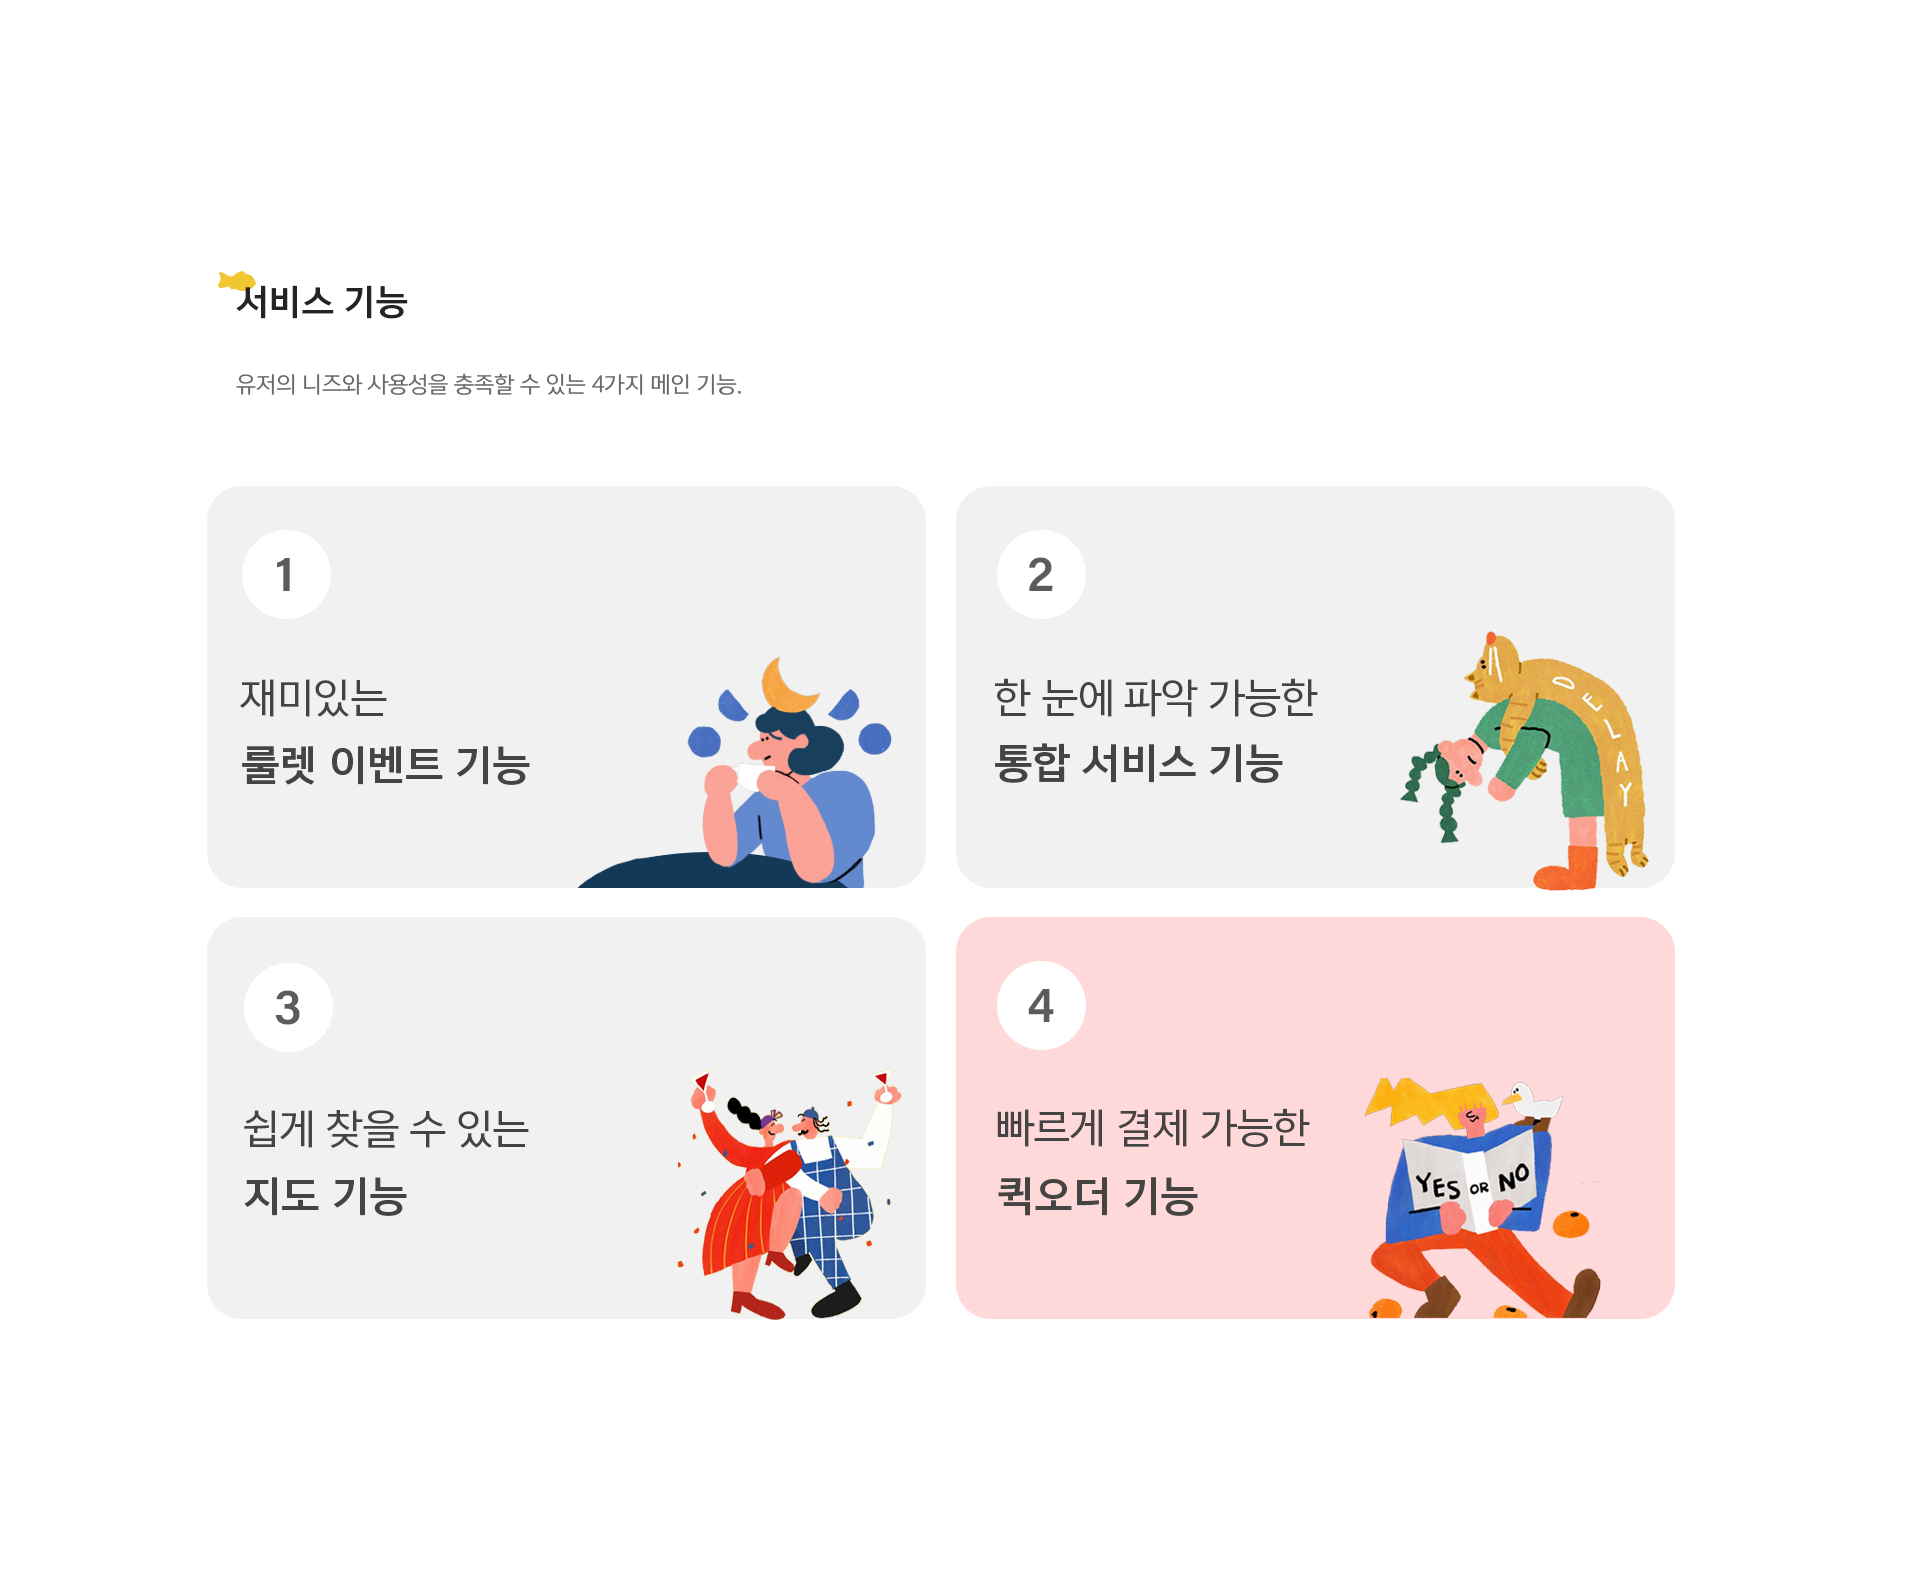 서비스 기능
유저의 니즈와 사용성을 충족할 수 있는 4가지 메인 기능.
1
재미있는
룰렛 이벤트 기능
2
한 눈에 파악 가능한
통합 서비스 기능
DELAY
3
쉽게 찾을 수 있는
지도 기능
4
빠르게 결제 가능한
퀵오더 기능
YES OR NO